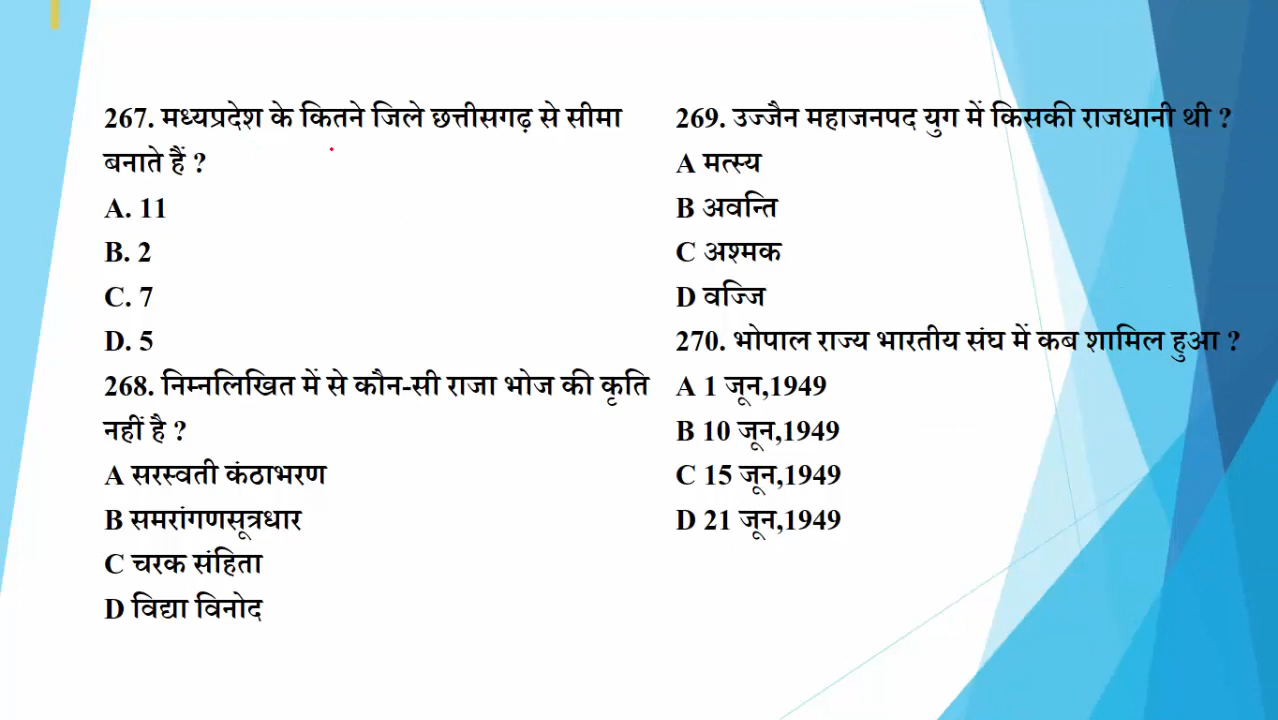 267. मध्यप्रदेश के कितने जिले छत्तीसगढ़ से सीमा
बनाते हैं ?
A. 11
B. 2
C. 7
D. 5
268. निम्नलिखित में से कौन-सी राजा भोज की कृति
नहीं है ?
A सरस्वती कंठाभरण
B समरांगणसूत्रधार
C चरक संहिता
D विद्या विनोद
269. उज्जैन महाजनपद युग में किसकी राजधानी थी ?
A मत्स्य
B अवन्ति
C अश्मक
D वज्जि
270. भोपाल राज्य भारतीय संघ में कब शामिल हुआ ?
A 1 जून,1949
B 10 जून,1949
C 15 जून,1949
D 21 जून,1949